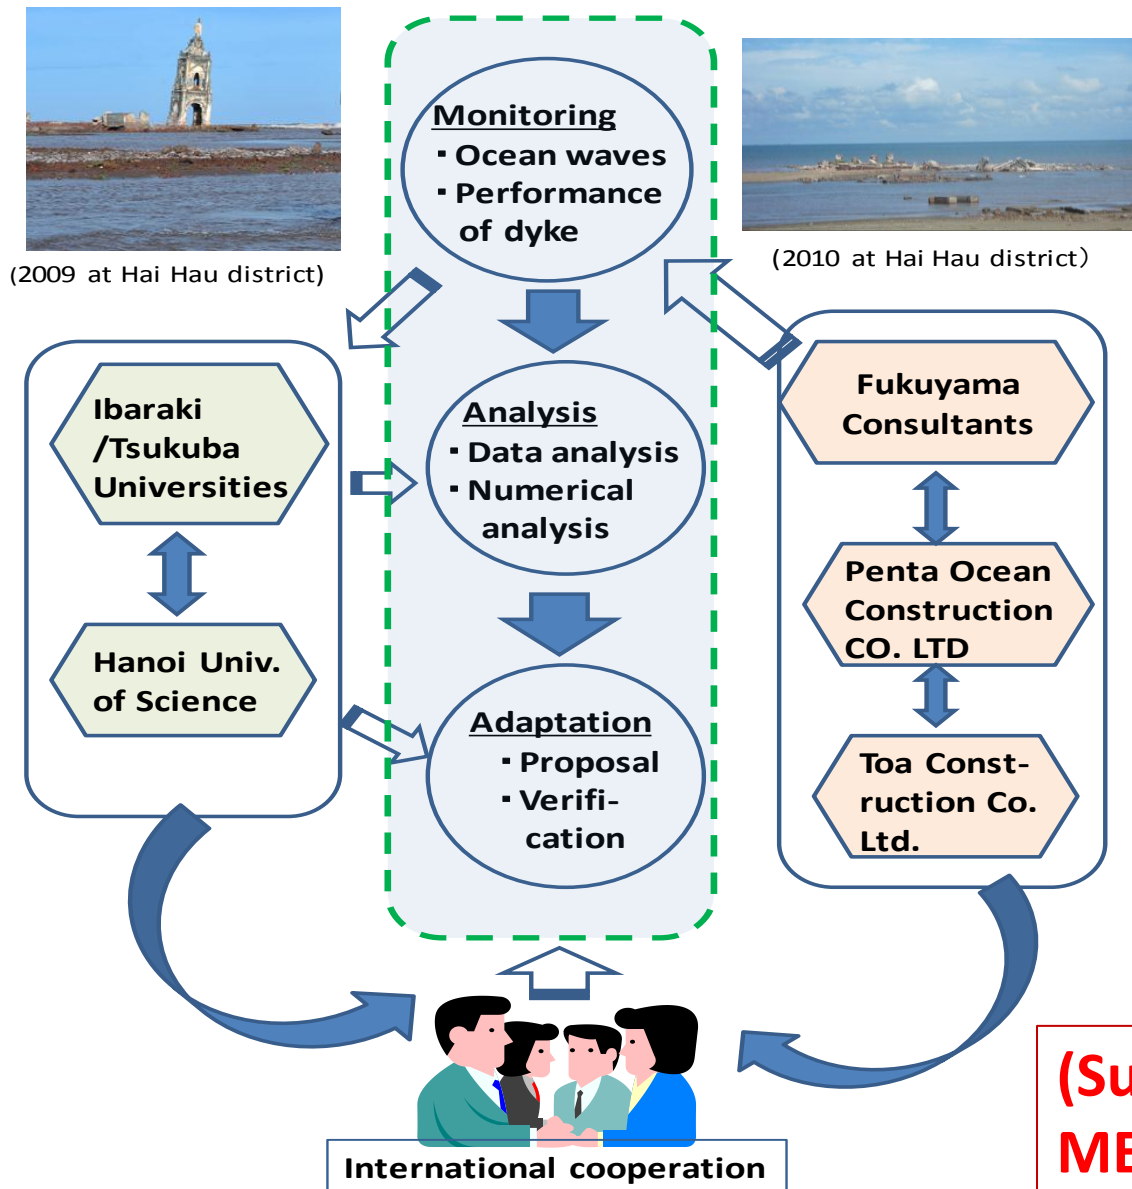 Monitoring
・Ocean waves
・Performance
of dyke
(2009 at Hai Hau district)
(2010 at Hai Hau district）
Ibaraki
/Tsukuba
Universities
Hanoi Univ.
of Science
Analysis
・Data analysis
・Numerical
analysis
Adaptation
・Proposal
・Verifi-
cation
Fukuyama
Consultants
Penta Ocean
Construction
CO. LTD
Toa Const-
ruction Co.
Ltd.
International cooperation